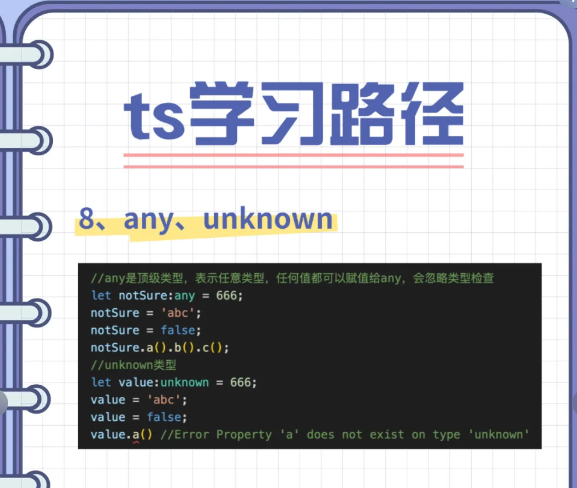 ts学习路径
8、any、unknown
//any是顶级类型，表示任意类型，任何值都可以赋值给any，会忽略类型检查
let notSure:any = 666;
notSure = 'abc';
notSure = false;
notSure.a().b().c();
//unknown类型
let value:unknown = 666;
value = 'abc';
value = false;
value.a() //Error Property 'a' does not exist on type 'unknown'